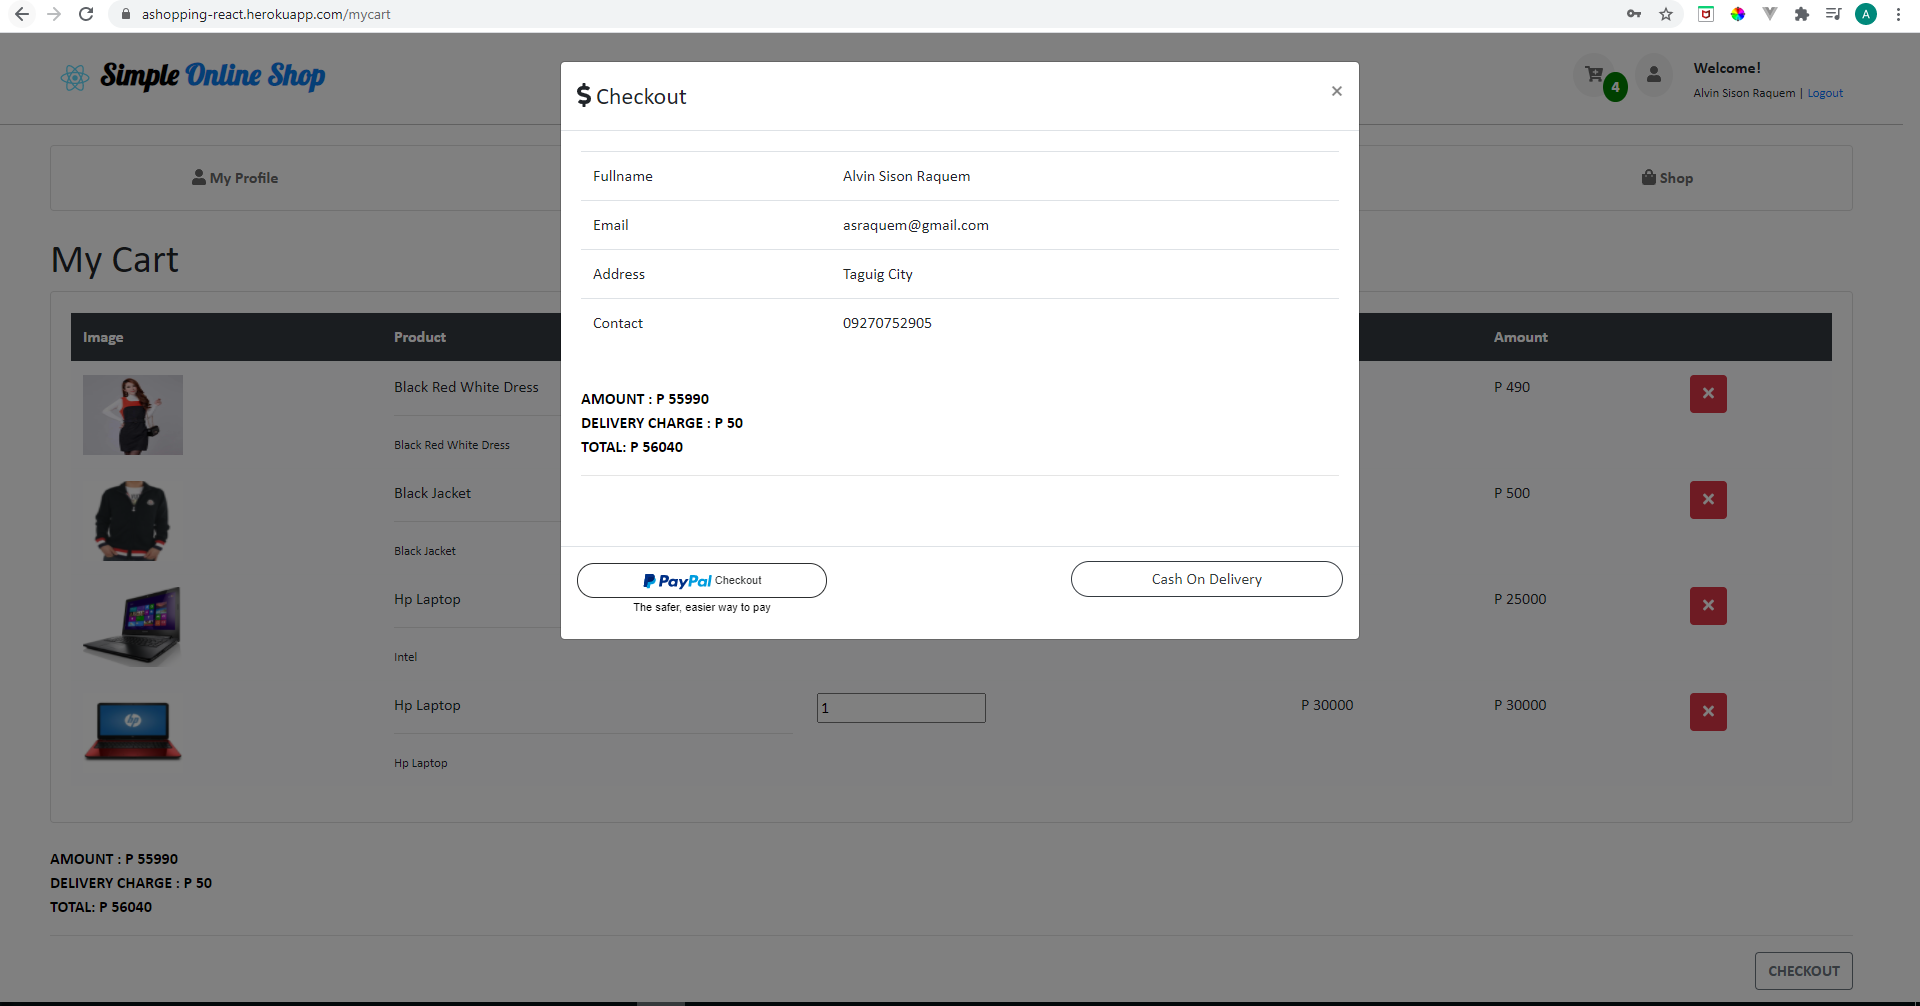 ashopping-react.herokuapp.com/mycart
A
Simple Online Shop
4
Welcome!
Alvin Sison Raquem | Logout
My Profile
Shop
My Cart
Image Product Amount
Black Red White Dress P 490
Black Red White Dress
Black Jacket P 500
Black Jacket
Hp Laptop P 25000
Intel
Hp Laptop 1 P 30000 P 30000
Hp Laptop
AMOUNT : P 55990
DELIVERY CHARGE : P 50
TOTAL: P 56040
CHECKOUT
$ Checkout ×
Fullname Alvin Sison Raquem
Email asraquem@gmail.com
Address Taguig City
Contact 09270752905
AMOUNT : P 55990
DELIVERY CHARGE : P 50
TOTAL: P 56040
PayPal Checkout
The safer, easier way to pay
Cash On Delivery